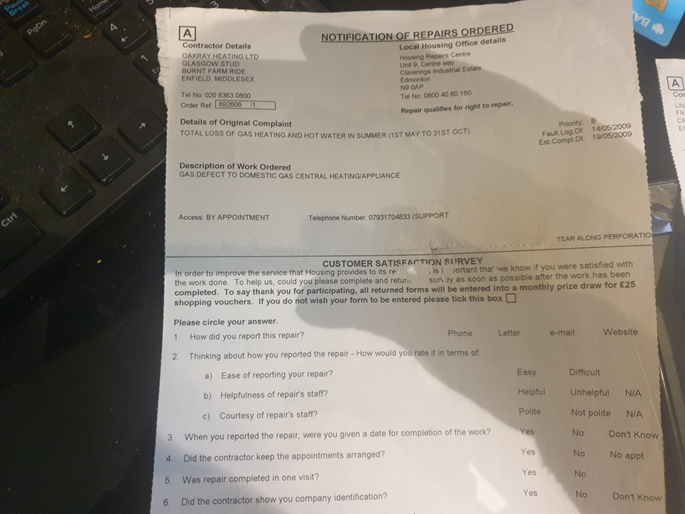 PgDn
Home
Ctrl
4
1
BA
A
NOTIFICATION OF REPAIRS ORDERED
Contractor Details
OAKRAY HEATING LTD
GLASGOW STUD
BURNT FARM RIDE
ENFIELD, MIDDLESEX
Tel No: 020 8363 0800
Order Ref: 892608 /1
Local Housing Office details
Housing Repairs Centre
Unit 9, Centre way
Claverings Industrial Estate
Edmonton
N9 0AP
Tel No: 0800 40 80 160
Repair qualifies for right to repair.
Details of Original Complaint
TOTAL LOSS OF GAS HEATING AND HOT WATER IN SUMMER (1ST MAY TO 31ST OCT)
Priority: B
Fault Log.Dt: 14/05/2009
Est.Compl.Dt: 19/05/2009
Description of Work Ordered
GAS:DEFECT TO DOMESTIC GAS CENTRAL HEATING/APPLIANCE
Access: BY APPOINTMENT Telephone Number: 07931704833 (SUPPORT
TEAR ALONG PERFORATIO
CUSTOMER SATISFACTION SURVEY
In order to improve the service that Housing provides to its re is i ortant tha we know if you were satisfied with
the work done. To help us, could you please complete and return as soon as possible after the work has been
completed. To say thank you for participating, all returned forms will be entered into a monthly prize draw for £25
shopping vouchers. If you do not wish your form to be entered please tick this box
Please circle your answer.
1. How did you report this repair? Phone Letter e-mail Website
2. Thinking about how you reported the repair - How would you rate it in terms of:
a) Ease of reporting your repair? Easy Difficult
b) Helpfulness of repair's staff? Helpful Unhelpful N/A
c) Courtesy of repair's staff? Polite Not polite N/A
3. When you reported the repair, were you given a date for completion of the work? Yes No Don't Know
4. Did the contractor keep the appointments arranged? Yes No No appt
5. Was repair completed in one visit? Yes No
6. Did the contractor show you company identification? Yes No Don't Know
A